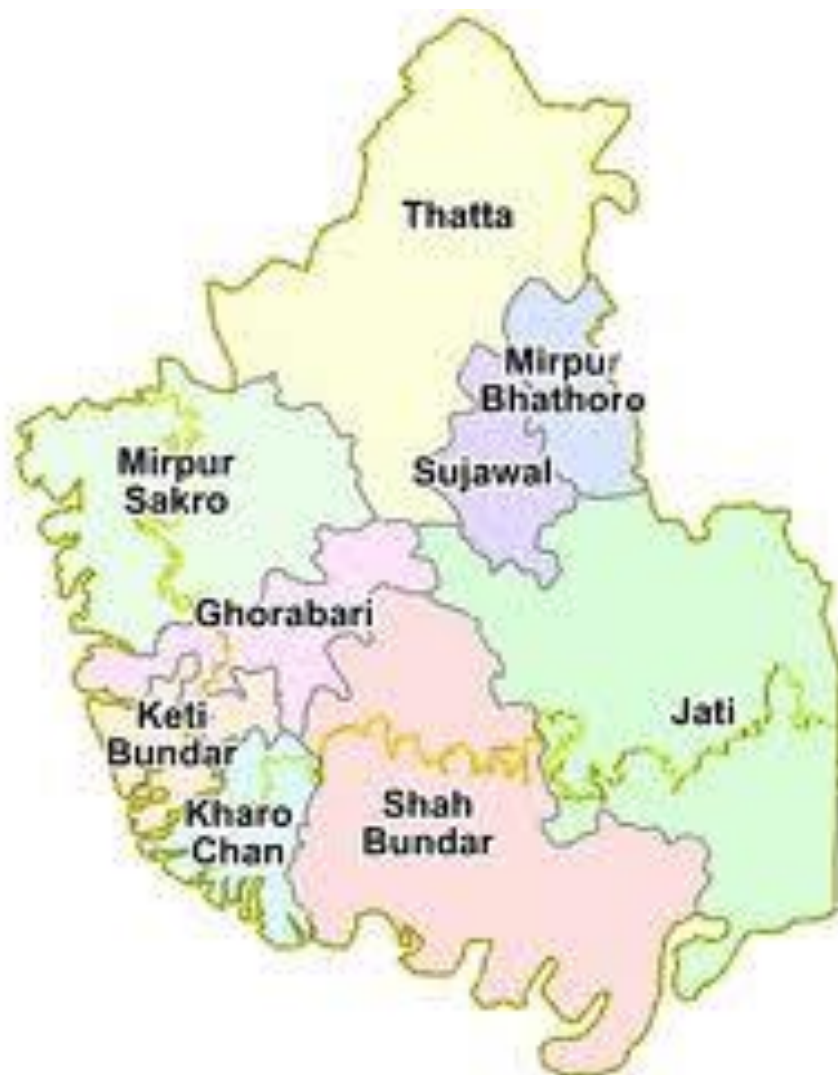 Thatta
Mirpur
Bhathoro
Sujawal
Mirpur
Sakro
Ghorabari
Keti
Bundar
Jati
Kharo
Chan
Shah
Bundar